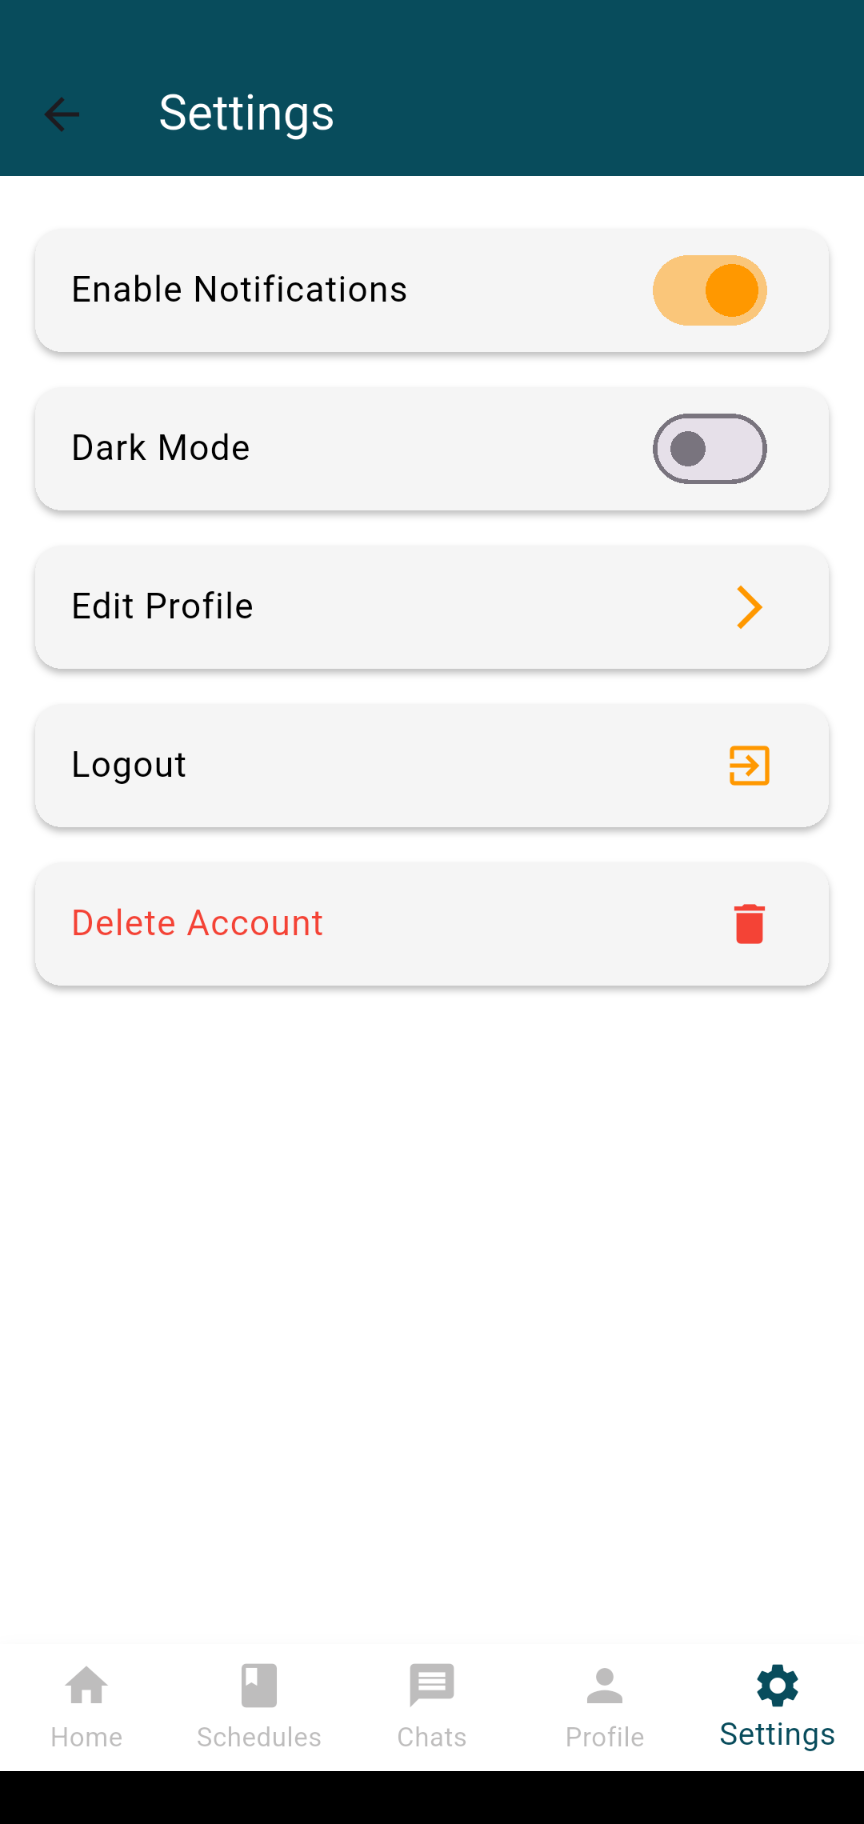 Settings
Enable Notifications
Dark Mode
Edit Profile
Logout
Delete Account
Home
Schedules
Chats
Profile
Settings